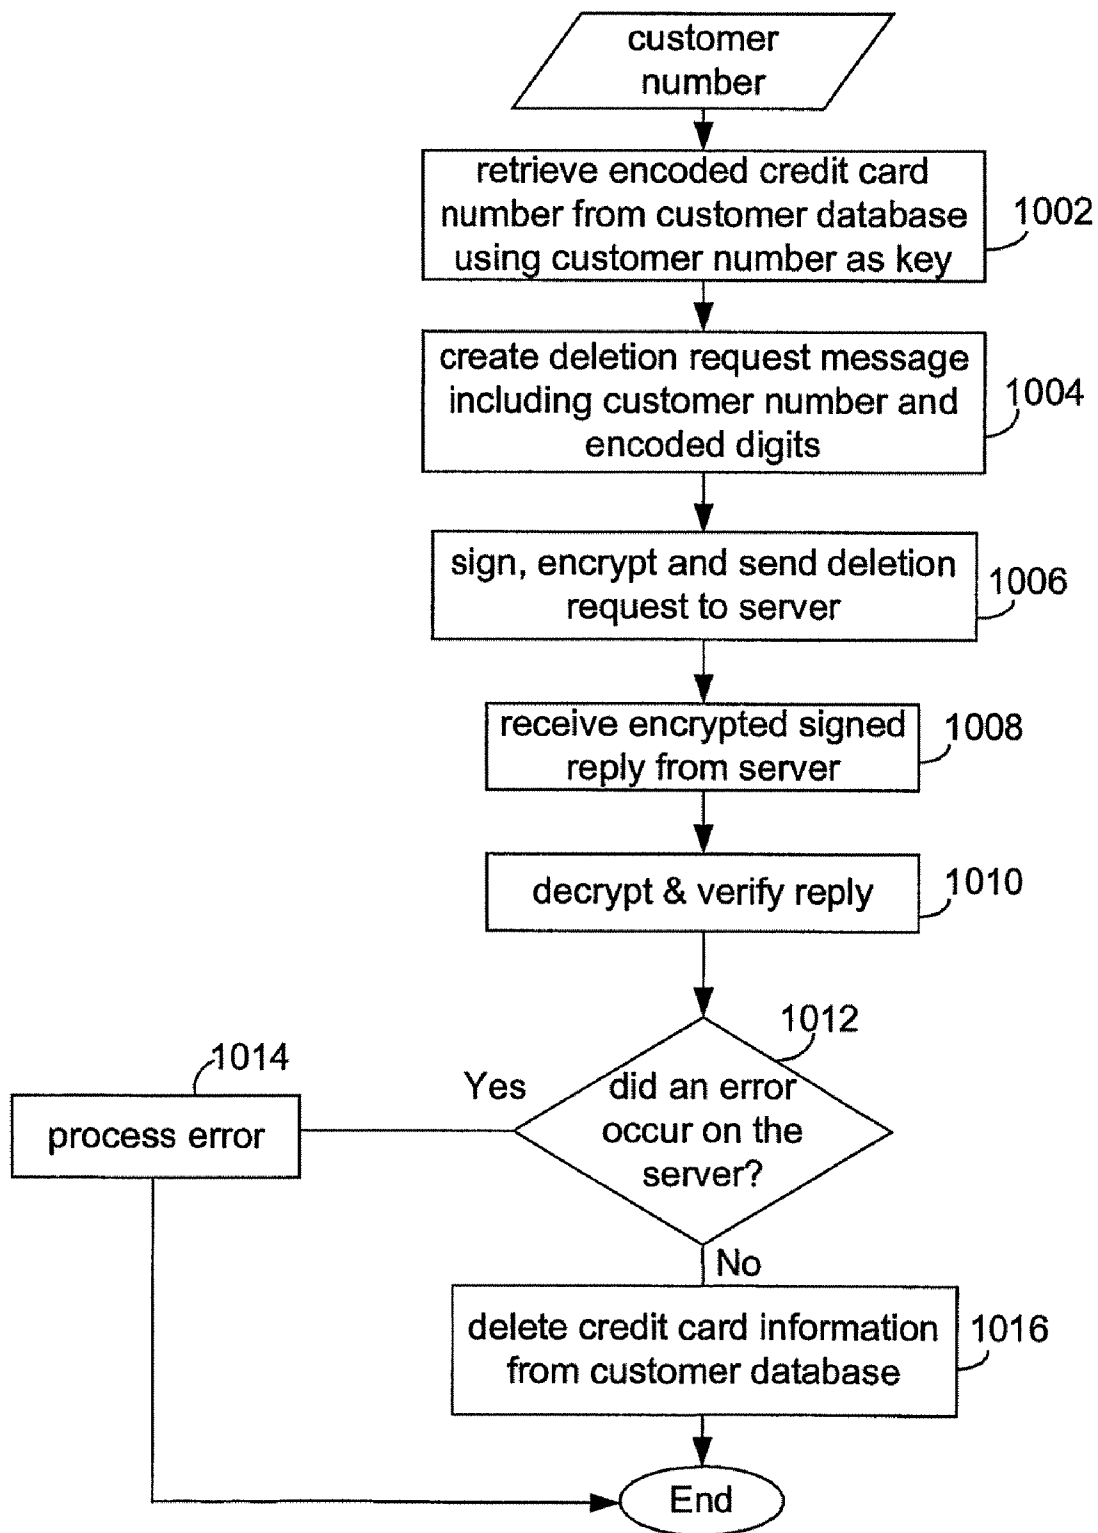 customer
number
retrieve encoded credit card
number from customer database
using customer number as key
1002
create deletion request message
including customer number and
encoded digits
1004
sign, encrypt and send deletion
request to server
1006
receive encrypted signed
reply from server
1008
decrypt & verify reply
1010
1012
did an error
occur on the
server?
Yes
1014
process error
No
delete credit card information
from customer database
1016
End